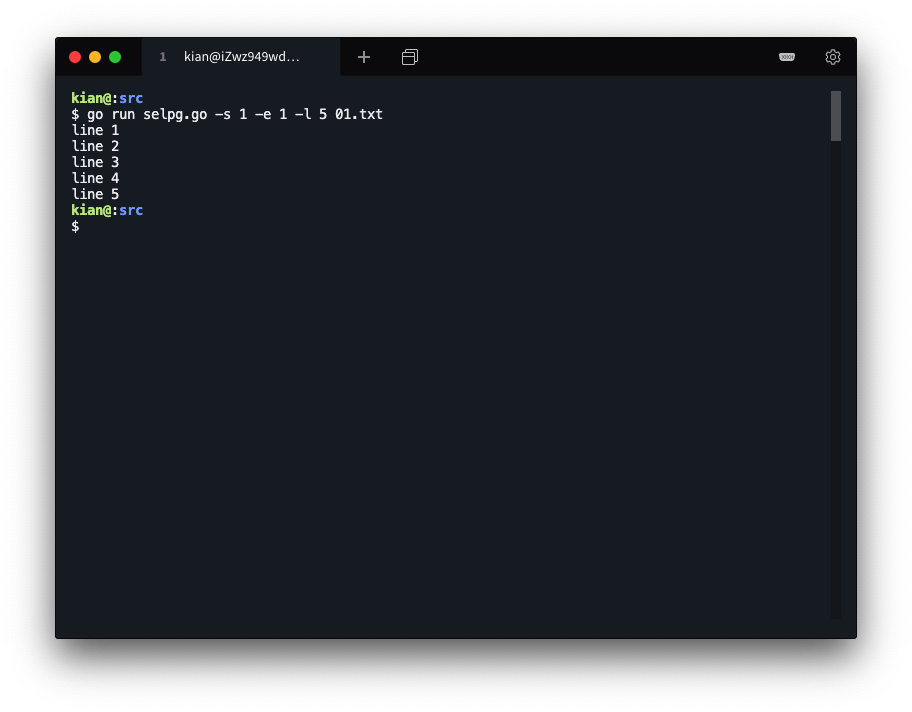 1 kian@iZwz949wd...
kian@:src
$ go run selpg.go -s 1 -e 1 -l 5 01.txt
line 1
line 2
line 3
line 4
line 5
kian@:src
$